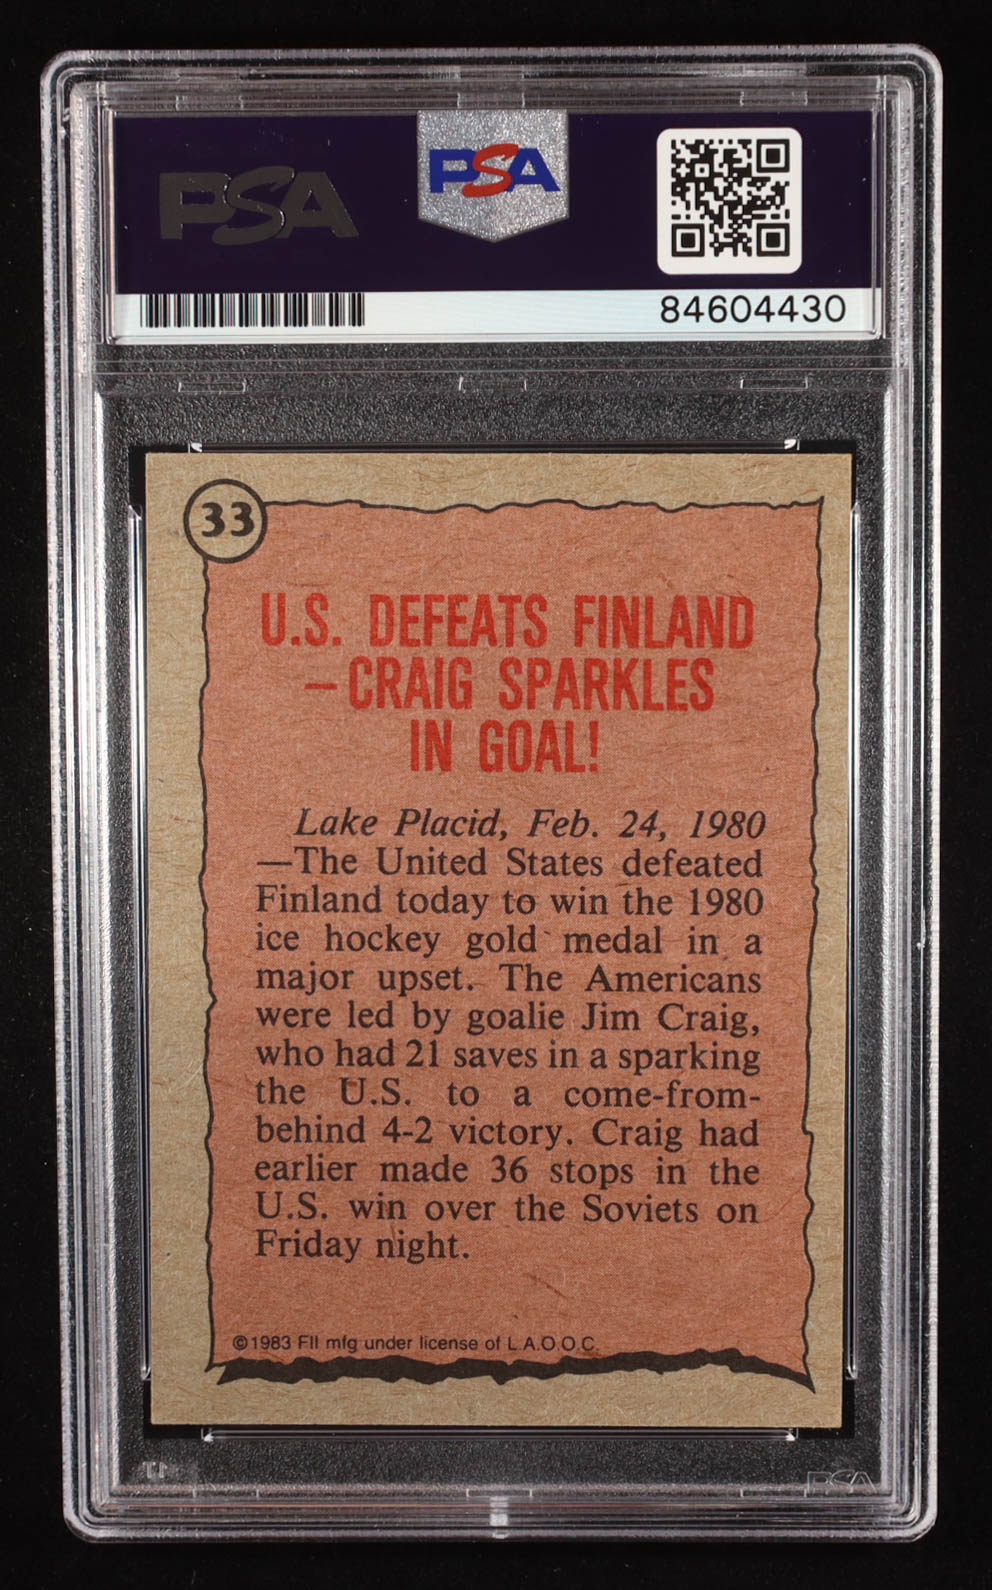 PSA
PSA
84604430
33
U.S. DEFEATS FINLAND
–CRAIG SPARKLES
IN GOAL!
Lake Placid, Feb. 24, 1980
—The United States defeated
Finland today to win the 1980
ice hockey gold medal in a
major upset. The Americans
were led by goalie Jim Craig,
who had 21 saves in a sparking
the U.S. to a come-from-
behind 4-2 victory. Craig had
earlier made 36 stops in the
U.S. win over the Soviets on
Friday night.
©1983 FII mfg under license of L.A.O.O.C.
PSA